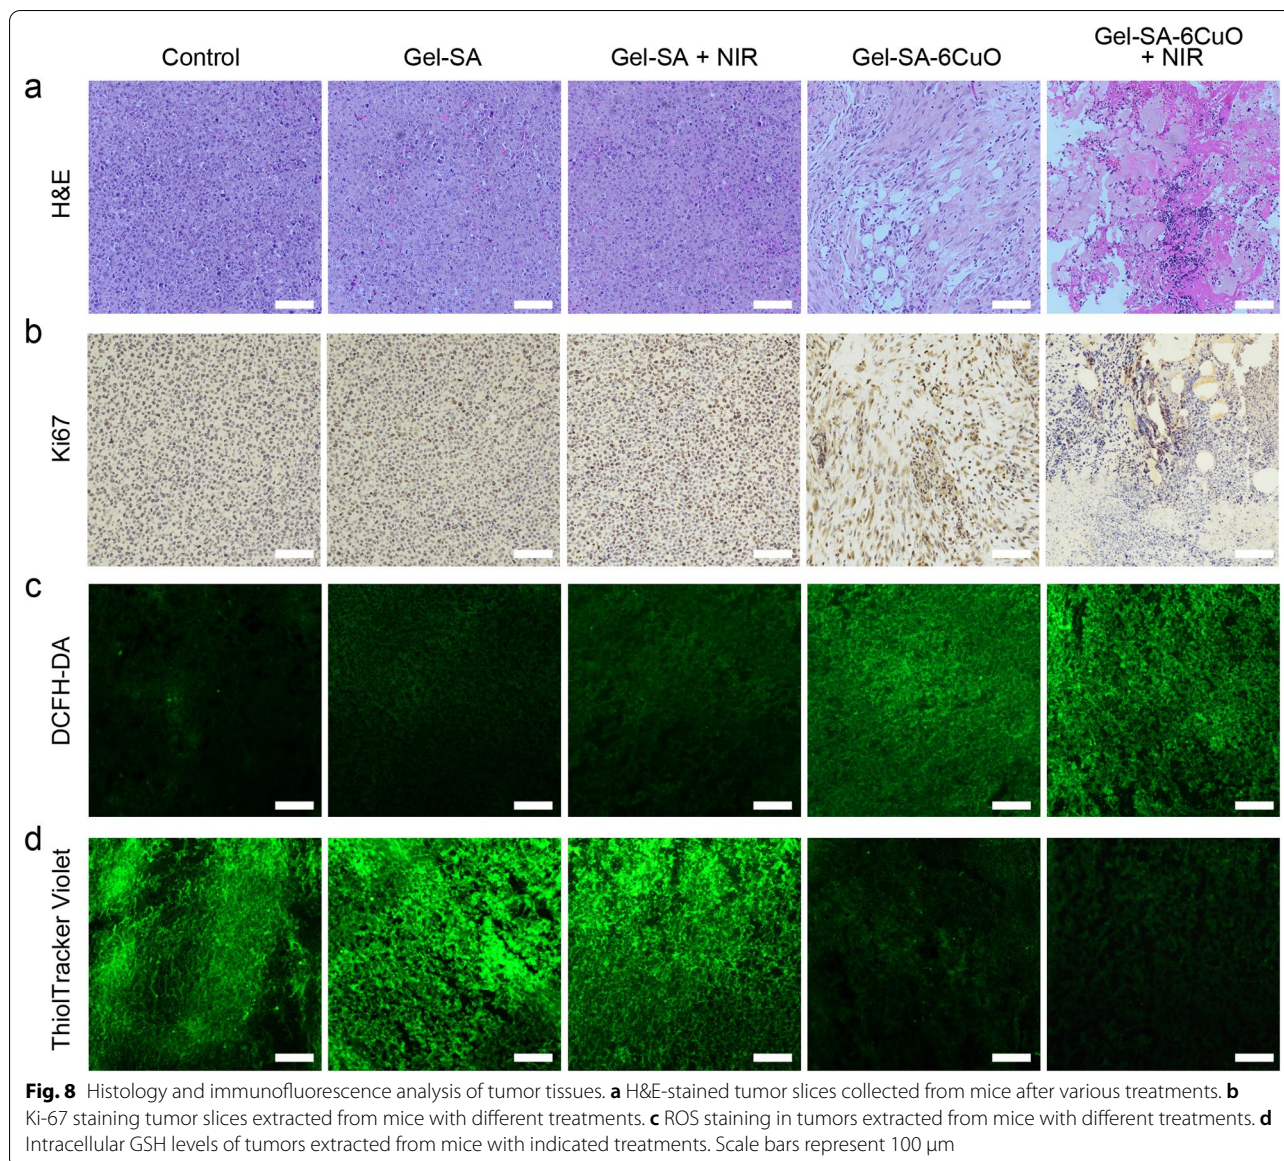 Control
Gel-SA
Gel-SA + NIR
Gel-SA-6CuO
Gel-SA-6CuO
+ NIR
a
H&E
b
Ki67
c
DCFH-DA
d
ThiolTracker Violet
Fig. 8 Histology and immunofluorescence analysis of tumor tissues. a H&E-stained tumor slices collected from mice after various treatments. b
Ki-67 staining tumor slices extracted from mice with different treatments. c ROS staining in tumors extracted from mice with different treatments. d
Intracellular GSH levels of tumors extracted from mice with indicated treatments. Scale bars represent 100 μm